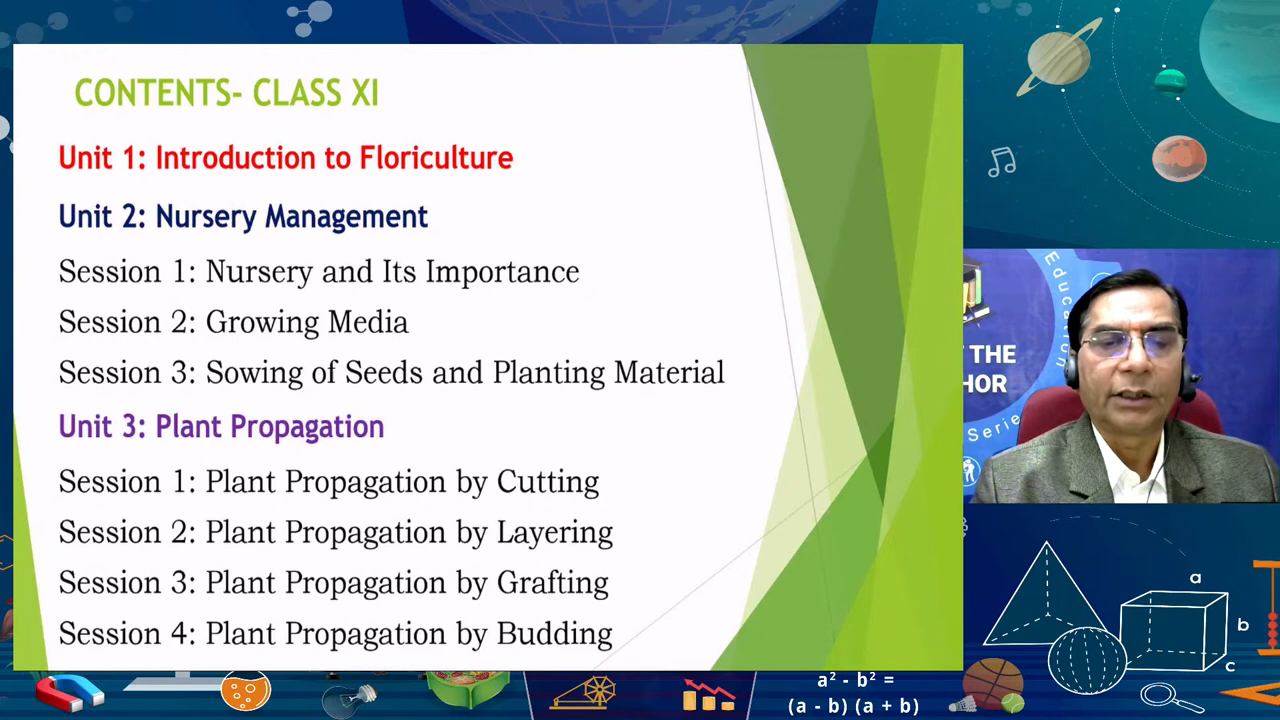 CONTENTS- CLASS XI
Unit 1: Introduction to Floriculture
Unit 2: Nursery Management
Session 1: Nursery and Its Importance
Session 2: Growing Media
Session 3: Sowing of Seeds and Planting Material
Unit 3: Plant Propagation
Session 1: Plant Propagation by Cutting
Session 2: Plant Propagation by Layering
Session 3: Plant Propagation by Grafting
Session 4: Plant Propagation by Budding
Educa
THE
HOR
Series
a
b
c
a² - b² =
(a - b) (a + b)